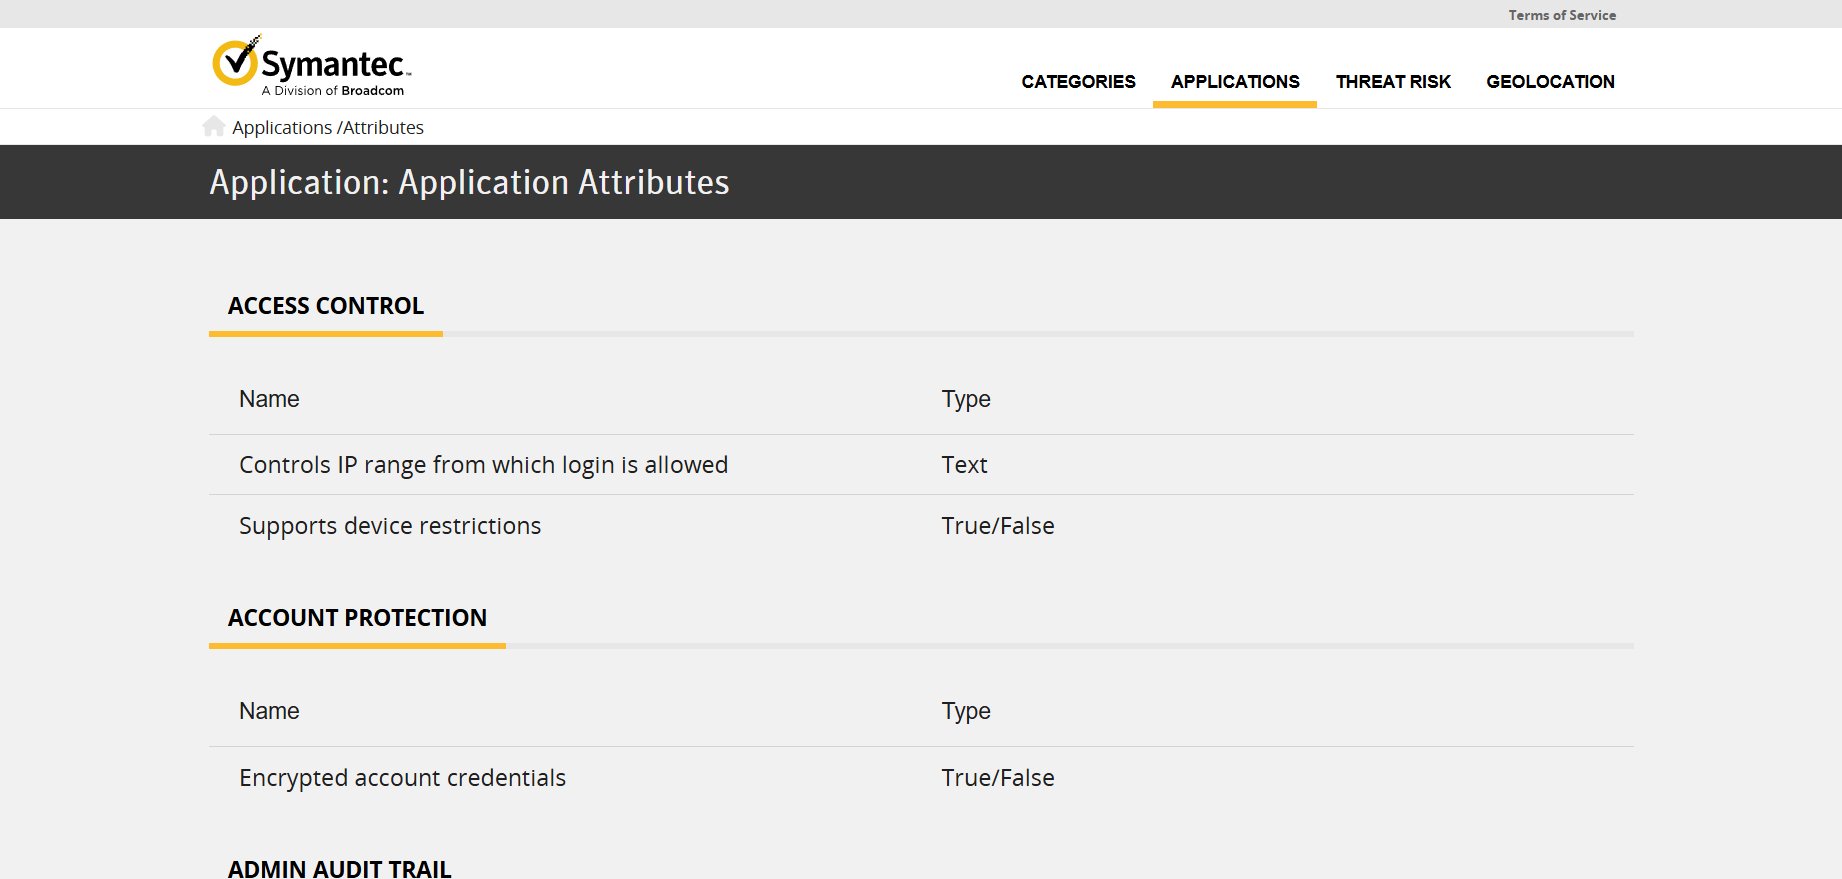 Terms of Service
Symantec™
A Division of Broadcom
CATEGORIES APPLICATIONS THREAT RISK GEOLOCATION
Applications /Attributes
Application: Application Attributes
ACCESS CONTROL
Name Type
Controls IP range from which login is allowed Text
Supports device restrictions True/False
ACCOUNT PROTECTION
Name Type
Encrypted account credentials True/False
ADMIN AUDIT TRAIL